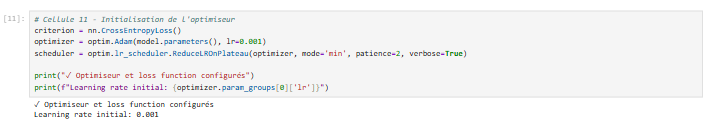 [11]: # Cellule 11 - Initialisation de l'optimiseur
criterion = nn.CrossEntropyLoss()
optimizer = optim.Adam(model.parameters(), lr=0.001)
scheduler = optim.lr_scheduler.ReduceLROnPlateau(optimizer, mode='min', patience=2, verbose=True)
print("✓ Optimiseur et loss function configurés")
print(f"Learning rate initial: {optimizer.param_groups[0]['lr']}")
✓ Optimiseur et loss function configurés
Learning rate initial: 0.001